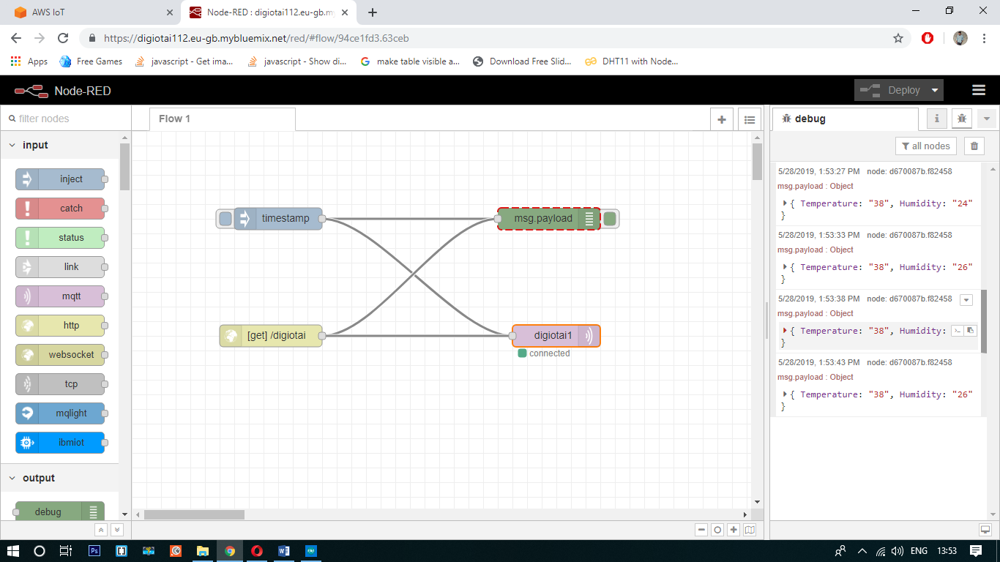 AWS IoT
Node-RED : digiotai112.eu-gb.my
https://digiotai112.eu-gb.mybluemix.net/red/#flow/94ce1fd3.63ceb
Apps
Free Games
javascript - Get ima...
javascript - Show di...
make table visible a...
Download Free Slid...
DHT11 with Node...
Node-RED
Deploy
filter nodes
Flow 1
debug
i
all nodes
input
inject
catch
status
link
mqtt
http
websocket
tcp
mqlight
ibmiot
output
debug
timestamp
msg.payload
[get] /digiotai
digiotai1
connected
5/28/2019, 1:53:27 PM node: d670087b.f82458
msg.payload : Object
{ Temperature: "38", Humidity: "24"
}
5/28/2019, 1:53:33 PM node: d670087b.f82458
msg.payload : Object
{ Temperature: "38", Humidity: "26"
}
5/28/2019, 1:53:38 PM node: d670087b.f82458
msg.payload : Object
{ Temperature: "38", Humidity:
}
5/28/2019, 1:53:43 PM node: d670087b.f82458
msg.payload : Object
{ Temperature: "38", Humidity: "26"
}
Ps
ENG
13:53